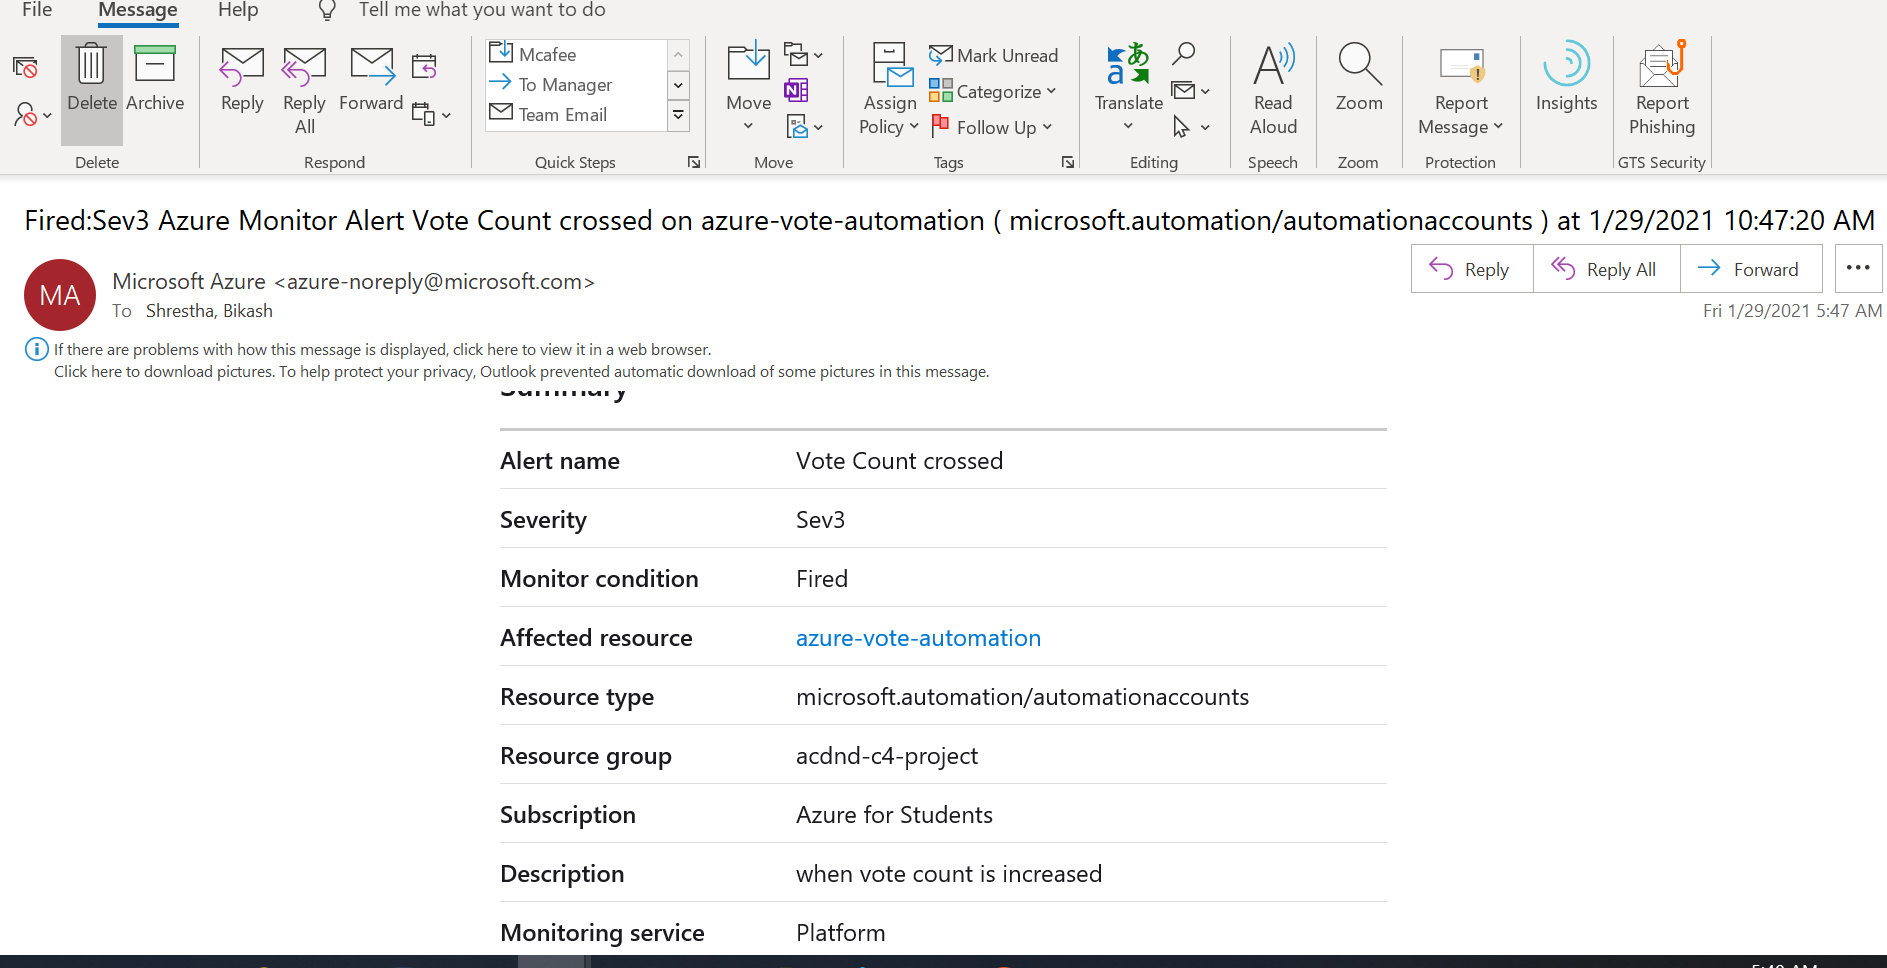 File Message Help Tell me what you want to do
Delete Archive
Reply Reply All Forward
Mcafee
To Manager
Team Email
Move
Assign Policy
Mark Unread
Categorize
Follow Up
Translate
Read Aloud
Zoom
Report Message
Insights
Report Phishing
Delete Respond Quick Steps Move Tags Editing Speech Zoom Protection GTS Security
Fired:Sev3 Azure Monitor Alert Vote Count crossed on azure-vote-automation ( microsoft.automation/automationaccounts ) at 1/29/2021 10:47:20 AM
MA
Microsoft Azure <azure-noreply@microsoft.com>
To Shrestha, Bikash
Reply Reply All Forward
Fri 1/29/2021 5:47 AM
If there are problems with how this message is displayed, click here to view it in a web browser.
Click here to download pictures. To help protect your privacy, Outlook prevented automatic download of some pictures in this message.
Summary
Alert name Vote Count crossed
Severity Sev3
Monitor condition Fired
Affected resource azure-vote-automation
Resource type microsoft.automation/automationaccounts
Resource group acdnd-c4-project
Subscription Azure for Students
Description when vote count is increased
Monitoring service Platform